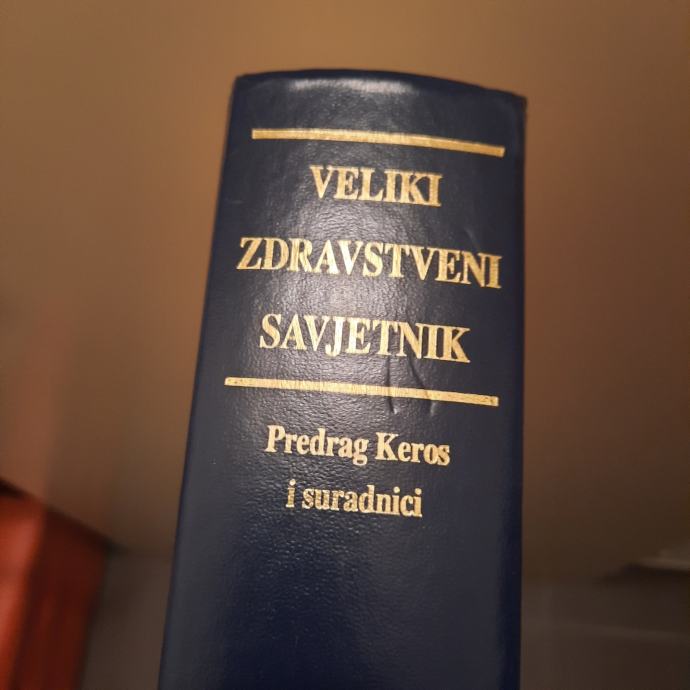 VELIKI
ZDRAVSTVENI
SAVJETNIK
Predrag Keros
i suradnici